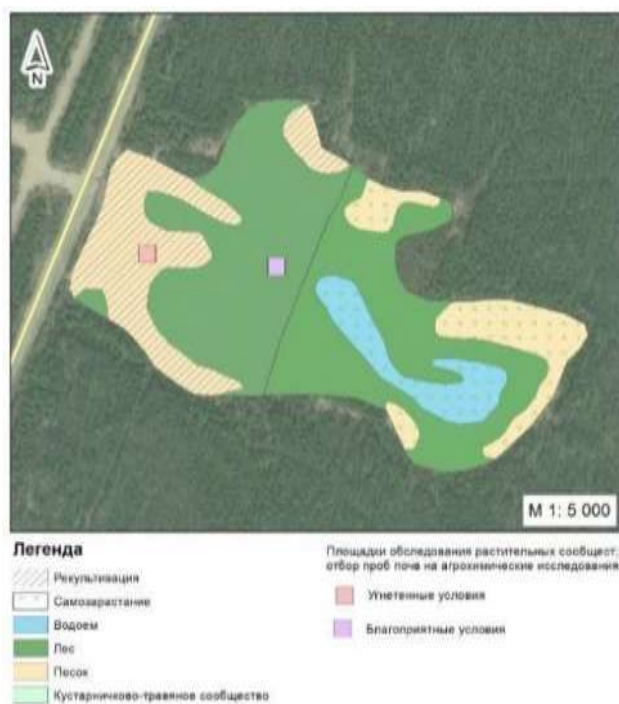 N
М 1: 5 000
Легенда
Рекультивация
Самозарастание
Водоем
Лес
Песок
Кустарничково-травяное сообщество
Площадки обследования растительных сообщест,
отбор проб почв на агрохимические исследования
Угнетенные условия
Благоприятные условия